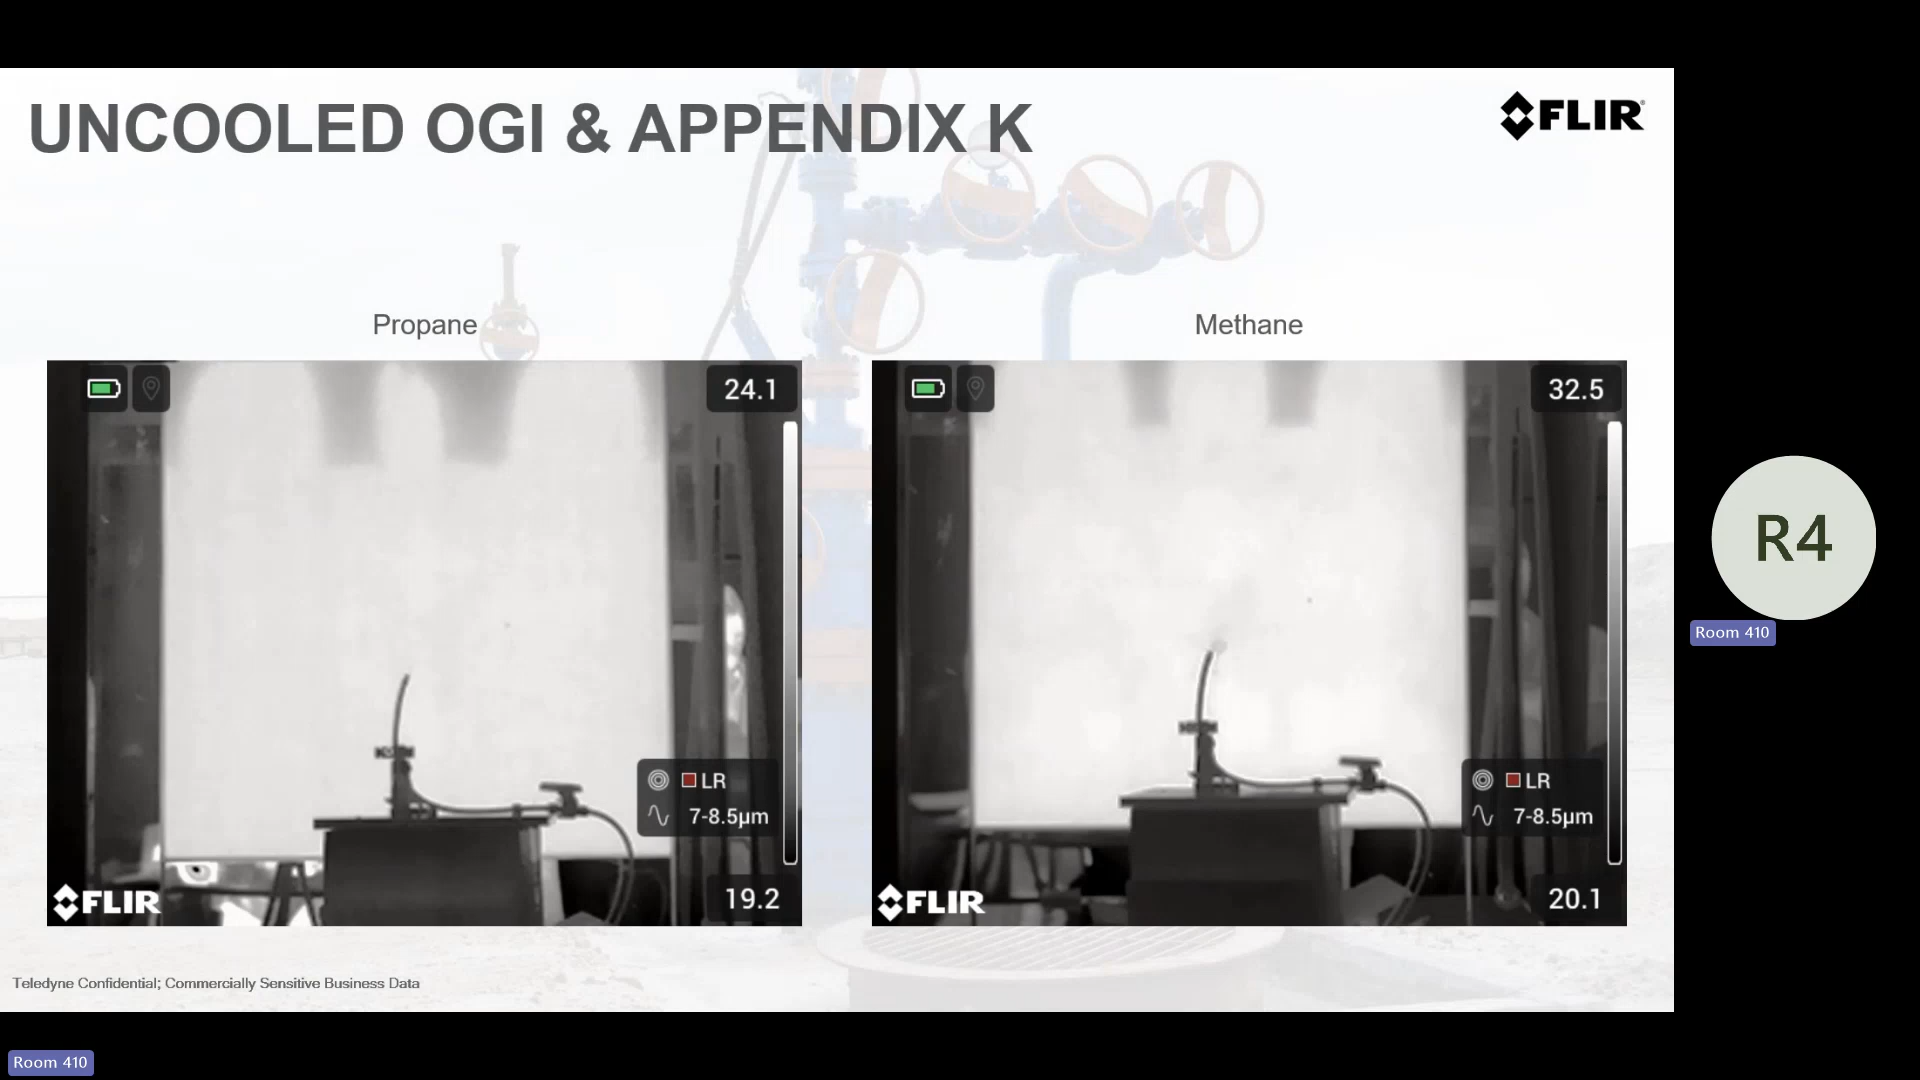 UNCOOLED OGI & APPENDIX K
FLIR
Propane
Methane
24.1
LR
7-8.5µm
19.2
FLIR
32.5
LR
7-8.5µm
20.1
FLIR
Teledyne Confidential; Commercially Sensitive Business Data
R4
Room 410
Room 410